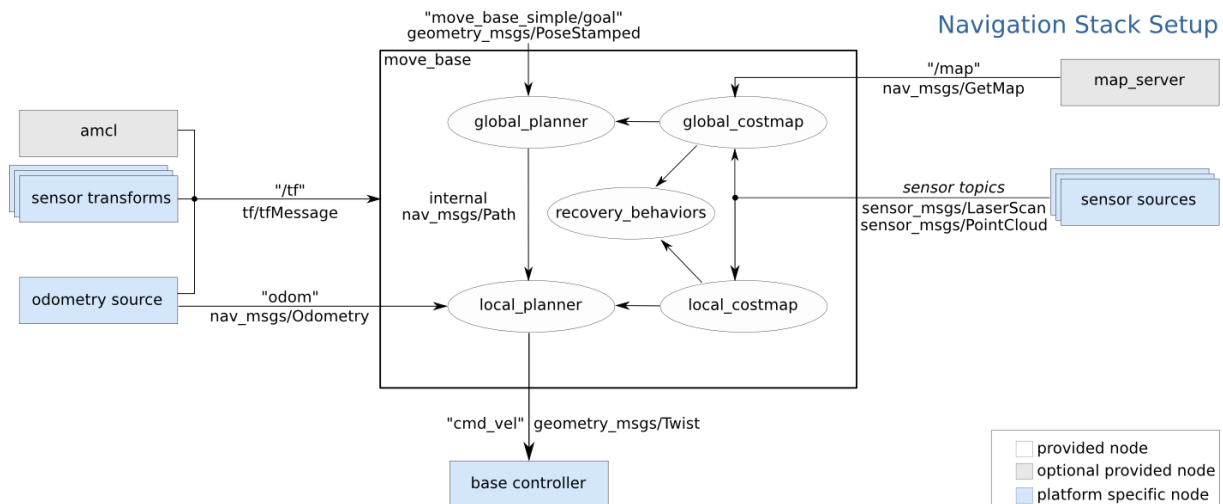 Navigation Stack Setup
"move_base_simple/goal"
geometry_msgs/PoseStamped
move_base
"/map"
nav_msgs/GetMap
map_server
amcl
global_planner
global_costmap
sensor transforms
"/tf"
tf/tfMessage
internal
nav_msgs/Path
recovery_behaviors
sensor topics
sensor_msgs/LaserScan
sensor_msgs/PointCloud
sensor sources
odometry source
"odom"
nav_msgs/Odometry
local_planner
local_costmap
"cmd_vel" geometry_msgs/Twist
base controller
provided node
optional provided node
platform specific node